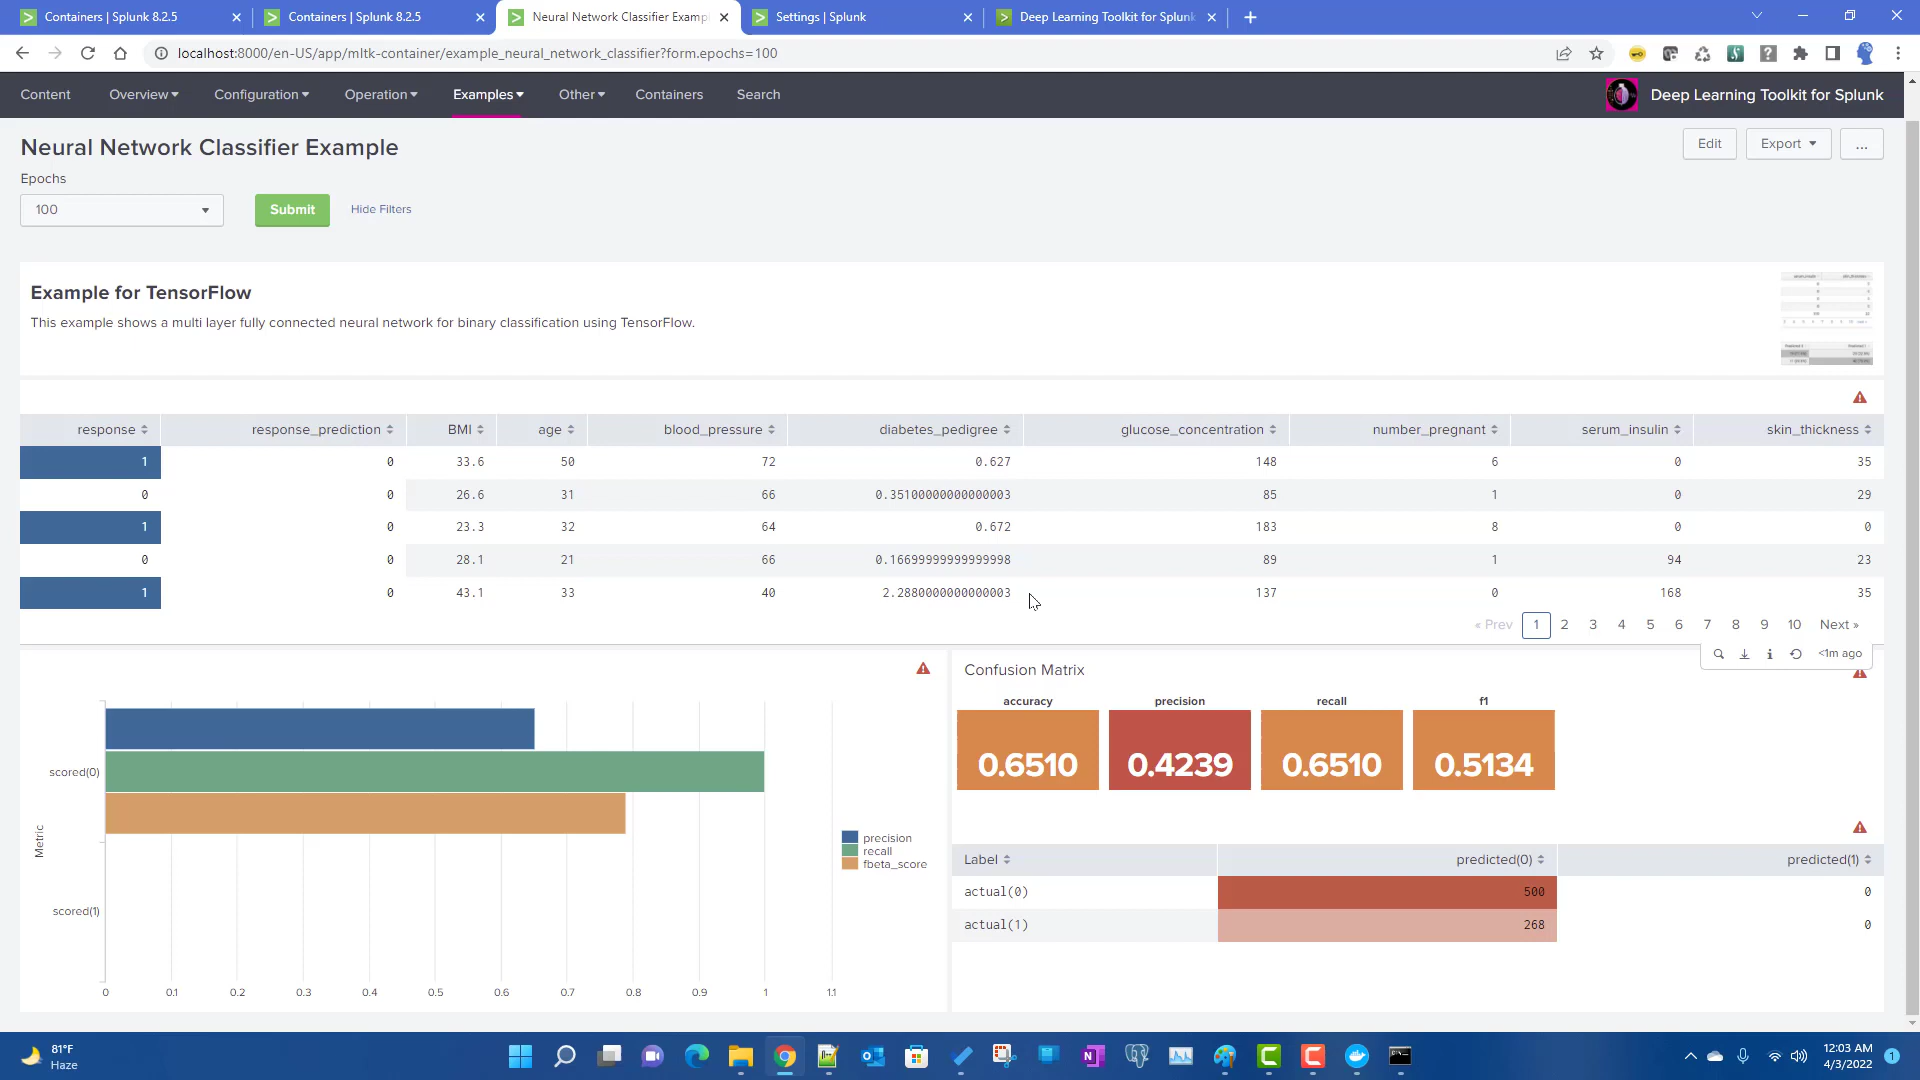 Containers | Splunk 8.2.5
Containers | Splunk 8.2.5
Neural Network Classifier Exampl
Settings | Splunk
Deep Learning Toolkit for Splunk
localhost:8000/en-US/app/mltk-container/example_neural_network_classifier?form.epochs=100
Content Overview Configuration Operation Examples Other Containers Search
Deep Learning Toolkit for Splunk
Neural Network Classifier Example
Edit Export ...
Epochs
100 Submit Hide Filters
Example for TensorFlow
This example shows a multi layer fully connected neural network for binary classification using TensorFlow.
response response_prediction BMI age blood_pressure diabetes_pedigree glucose_concentration number_pregnant serum_insulin skin_thickness
1 0 33.6 50 72 0.627 148 6 0 35
0 0 26.6 31 66 0.35100000000000003 85 1 0 29
1 0 23.3 32 64 0.672 183 8 0 0
0 0 28.1 21 66 0.16699999999999998 89 1 94 23
1 0 43.1 33 40 2.2880000000000003 137 0 168 35
« Prev 1 2 3 4 5 6 7 8 9 10 Next »
<1m ago
Metric
scored(0)
scored(1)
0 0.1 0.2 0.3 0.4 0.5 0.6 0.7 0.8 0.9 1 1.1
precision
recall
fbeta_score
Confusion Matrix
accuracy precision recall f1
0.6510 0.4239 0.6510 0.5134
Label predicted(0) predicted(1)
actual(0) 500 0
actual(1) 268 0
81°F
Haze
12:03 AM
4/3/2022
1